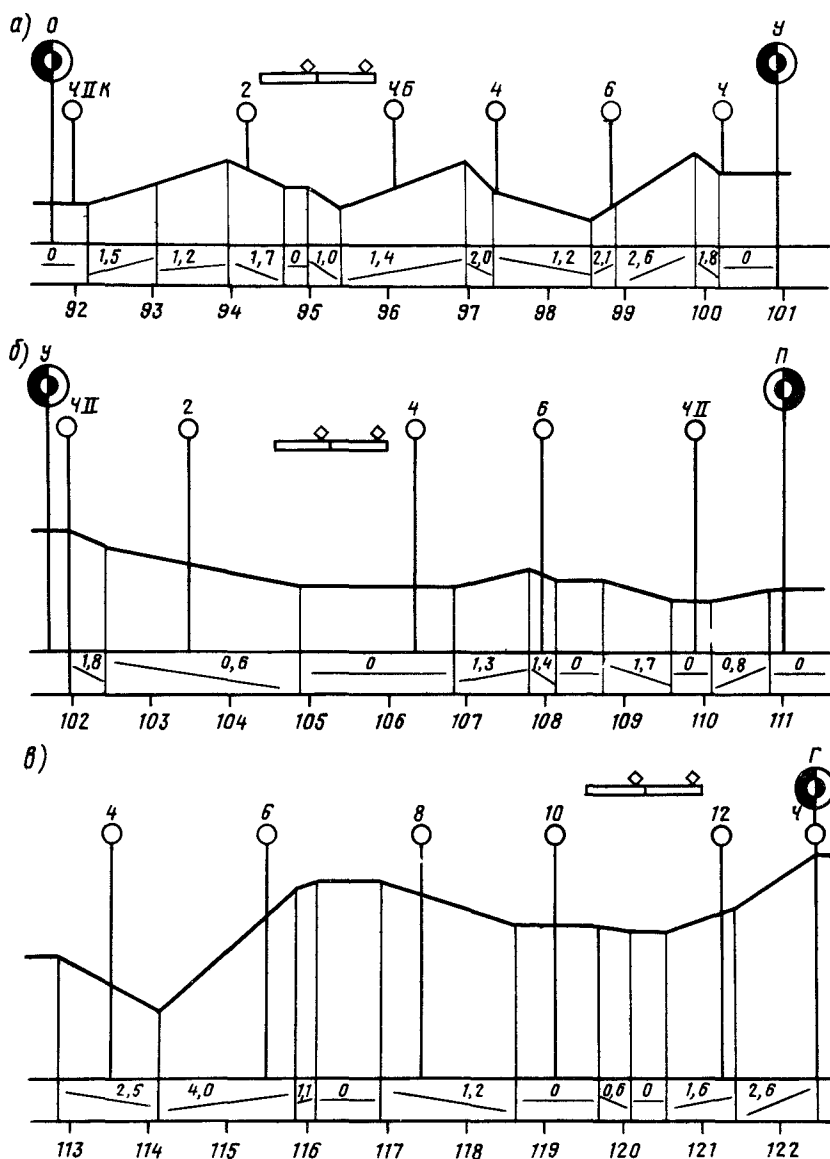 а) О У
ЧIIК 2 ЧБ 4 6 Ч
0 1,5 1,2 1,7 0 1,0 1,4 2,0 1,2 2,1 2,6 1,8 0
92 93 94 95 96 97 98 99 100 101
б) У П
ЧII 2 4 6 ЧII
1,8 0,6 0 1,3 1,4 0 1,7 0 0,8 0
102 103 104 105 106 107 108 109 110 111
в) Г
4 6 8 10 12 Ч
2,5 4,0 1,1 0 1,2 0 0,6 0 1,6 2,6
113 114 115 116 117 118 119 120 121 122